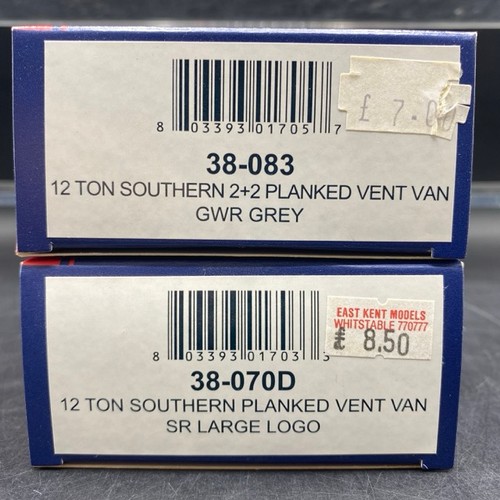 £ 7.00
8 03393 01705 7
38-083
12 TON SOUTHERN 2+2 PLANKED VENT VAN
GWR GREY
EAST KENT MODELS
WHITSTABLE 770777
£ 8.50
8 03393 01703 3
38-070D
12 TON SOUTHERN PLANKED VENT VAN
SR LARGE LOGO